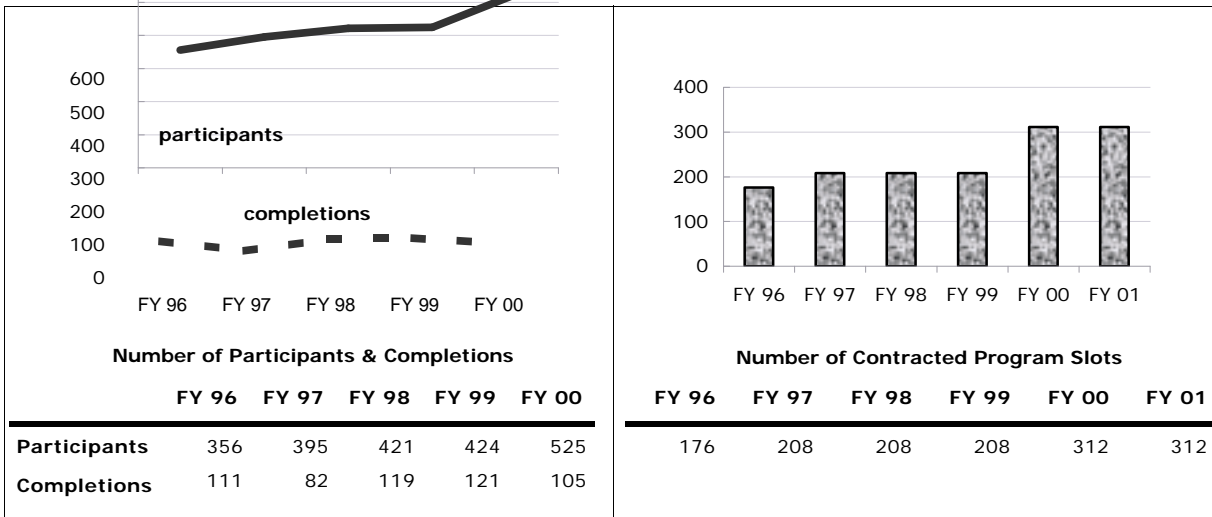 600
500
400
participants
300
200
completions
100
0
FY 96 FY 97 FY 98 FY 99 FY 00
Number of Participants & Completions
FY 96 FY 97 FY 98 FY 99 FY 00
Participants 356 395 421 424 525
Completions 111 82 119 121 105
400
300
200
100
0
FY 96 FY 97 FY 98 FY 99 FY 00 FY 01
Number of Contracted Program Slots
FY 96 FY 97 FY 98 FY 99 FY 00 FY 01
176 208 208 208 312 312